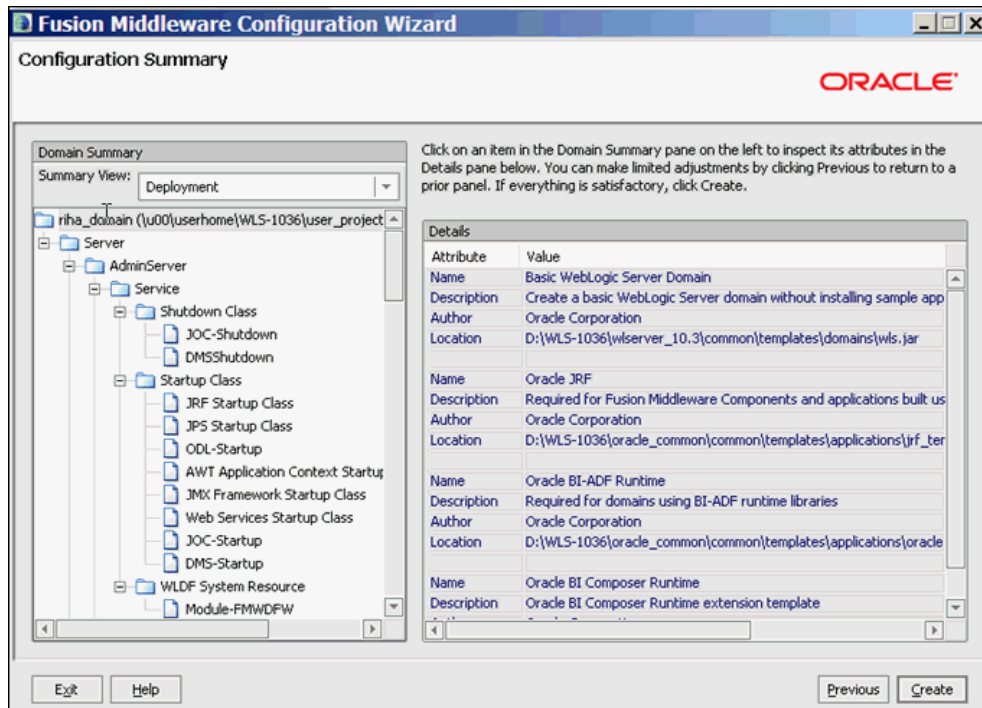 Fusion Middleware Configuration Wizard
Configuration Summary
ORACLE
Domain Summary
Summary View:
Deployment
riha_domain (\u00\userhome\WLS-1036\user_project
Server
AdminServer
Service
Shutdown Class
JOC-Shutdown
DMSShutdown
Startup Class
JRF Startup Class
JPS Startup Class
ODL-Startup
AWT Application Context Startup
JMX Framework Startup Class
Web Services Startup Class
JOC-Startup
DMS-Startup
WLDF System Resource
Module-FMWDFW
Click on an item in the Domain Summary pane on the left to inspect its attributes in the
Details pane below. You can make limited adjustments by clicking Previous to return to a
prior panel. If everything is satisfactory, click Create.
Details
Attribute Value
Name Basic WebLogic Server Domain
Description Create a basic WebLogic Server domain without installing sample app
Author Oracle Corporation
Location D:\WLS-1036\wlserver_10.3\common\templates\domains\wls.jar
Name Oracle JRF
Description Required for Fusion Middleware Components and applications built us
Author Oracle Corporation
Location D:\WLS-1036\oracle_common\common\templates\applications\jrf_ter
Name Oracle BI-ADF Runtime
Description Required for domains using BI-ADF runtime libraries
Author Oracle Corporation
Location D:\WLS-1036\oracle_common\common\templates\applications\oracle
Name Oracle BI Composer Runtime
Description Oracle BI Composer Runtime extension template
Exit Help Previous Create